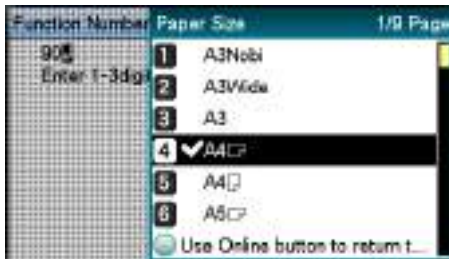 Function Number
90
Enter 1-3digi
Paper Size 1/9 Page
1 A3Nobi
2 A3Wide
3 A3
4 A4
5 A4
6 A5
Use Online button to return t...